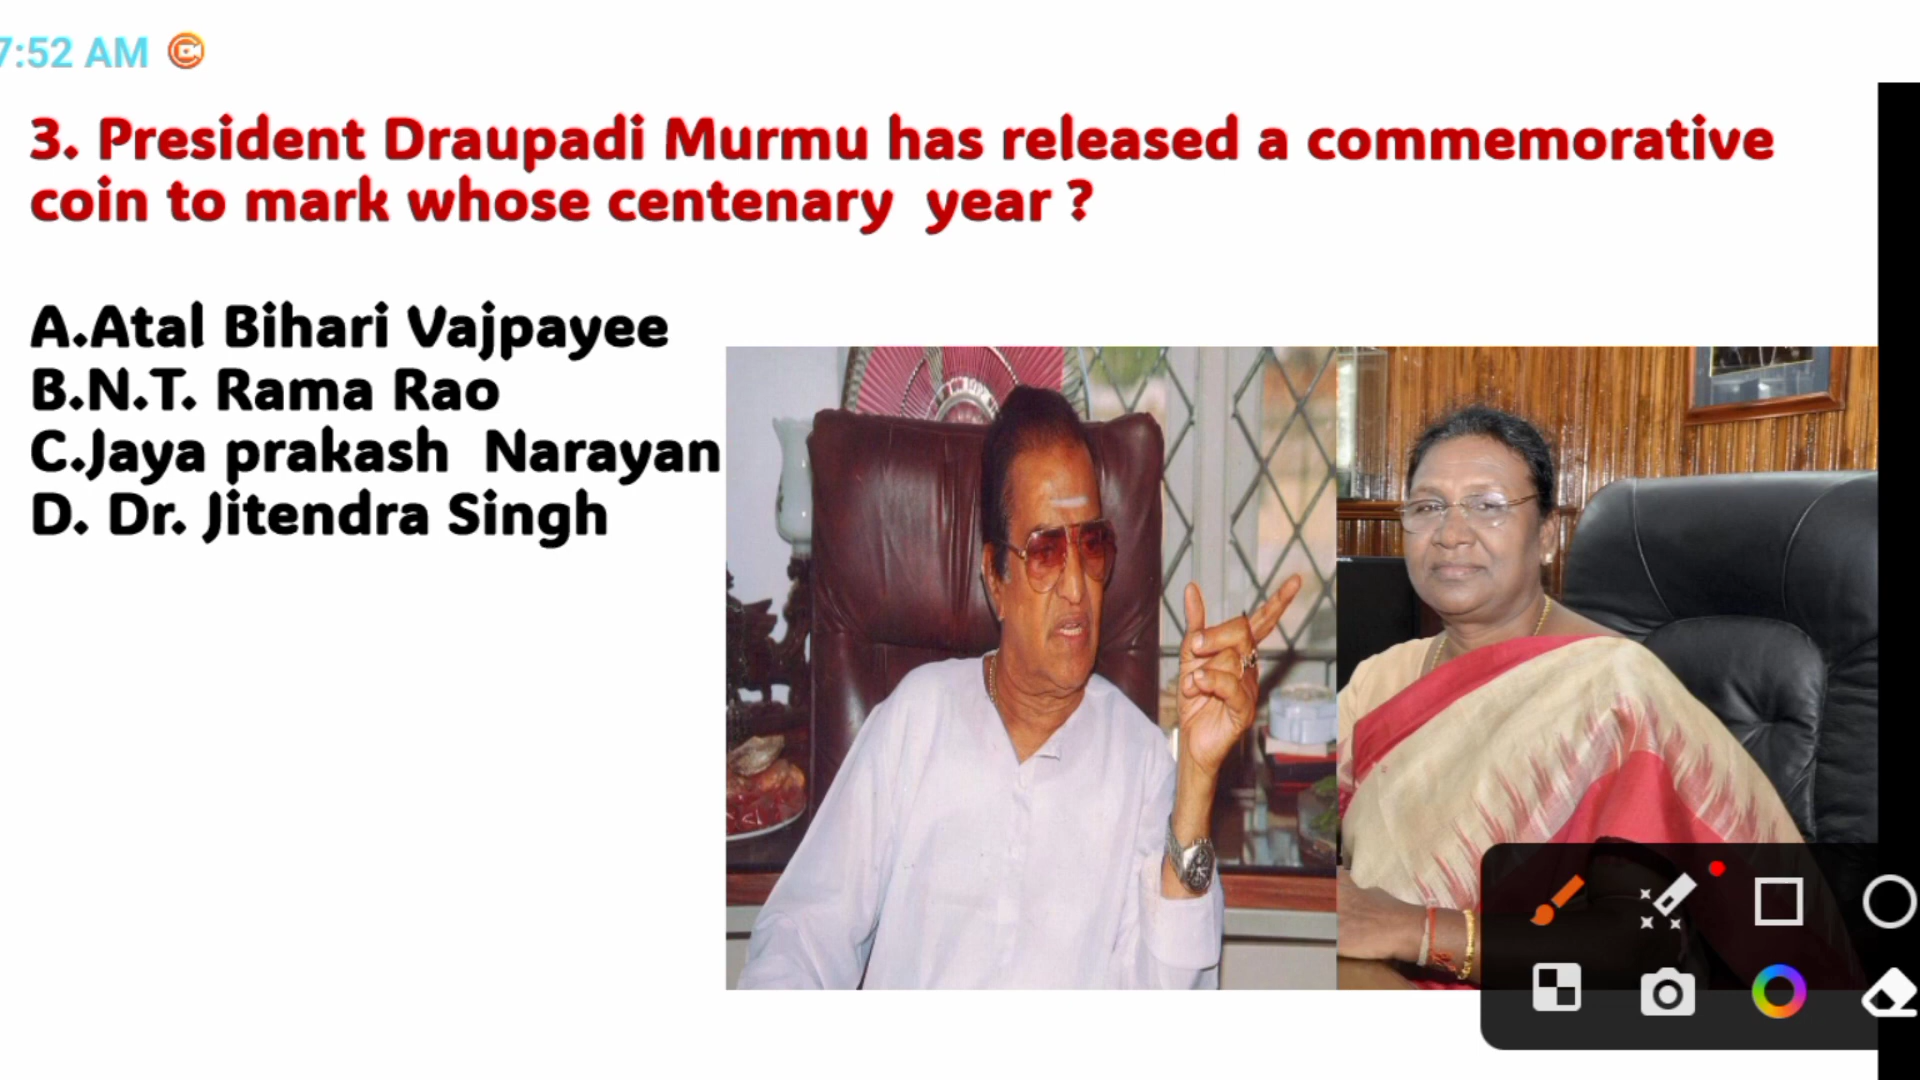 7:52 AM
3. President Draupadi Murmu has released a commemorative
coin to mark whose centenary year ?
A.Atal Bihari Vajpayee
B.N.T. Rama Rao
C.Jaya prakash Narayan
D. Dr. Jitendra Singh